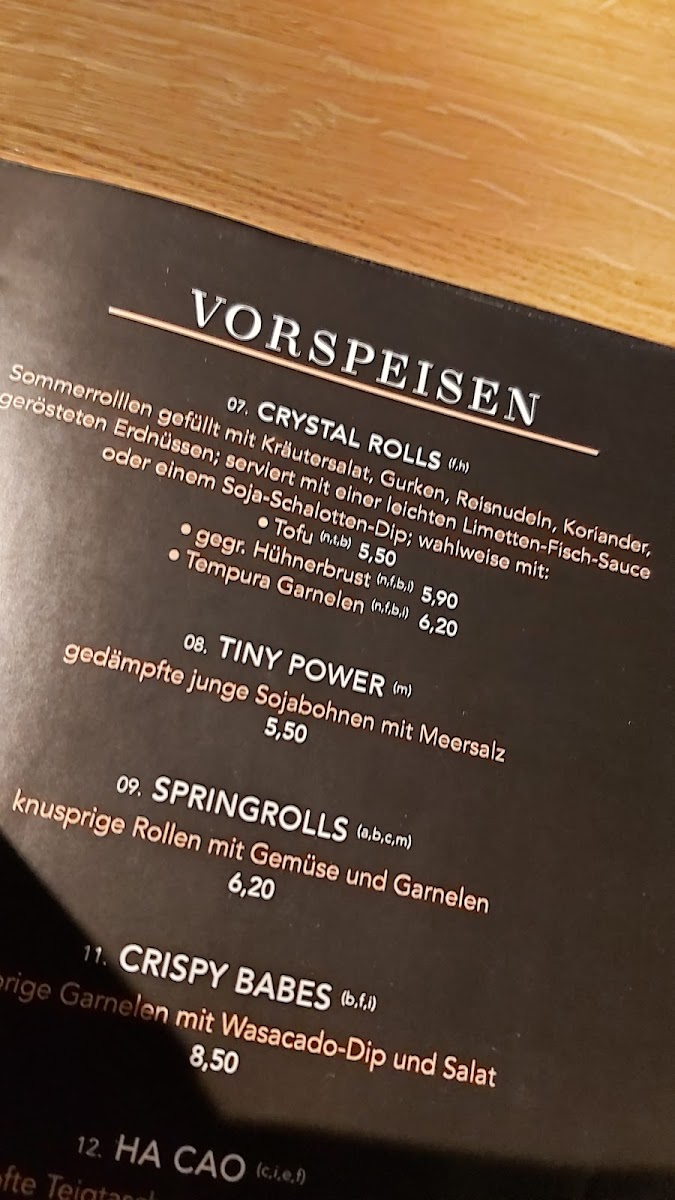 VORSPEISEN
07. CRYSTAL ROLLS (f,h)
Sommerrolllen gefüllt mit Kräutersalat, Gurken, Reisnudeln, Koriander,
gerösteten Erdnüssen; serviert mit einer leichten Limetten-Fisch-Sauce
oder einem Soja-Schalotten-Dip; wahlweise mit:
• Tofu (n,f,b) 5,50
• gegr. Hühnerbrust (n,f,b,i) 5,90
• Tempura Garnelen (n,f,b,i) 6,20
08. TINY POWER (m)
gedämpfte junge Sojabohnen mit Meersalz
5,50
09. SPRINGROLLS (a,b,c,m)
knusprige Rollen mit Gemüse und Garnelen
6,20
11. CRISPY BABES (b,f,i)
Garnelen mit Wasacado-Dip und Salat
8,50
12. HA CAO (c,i,e,f)